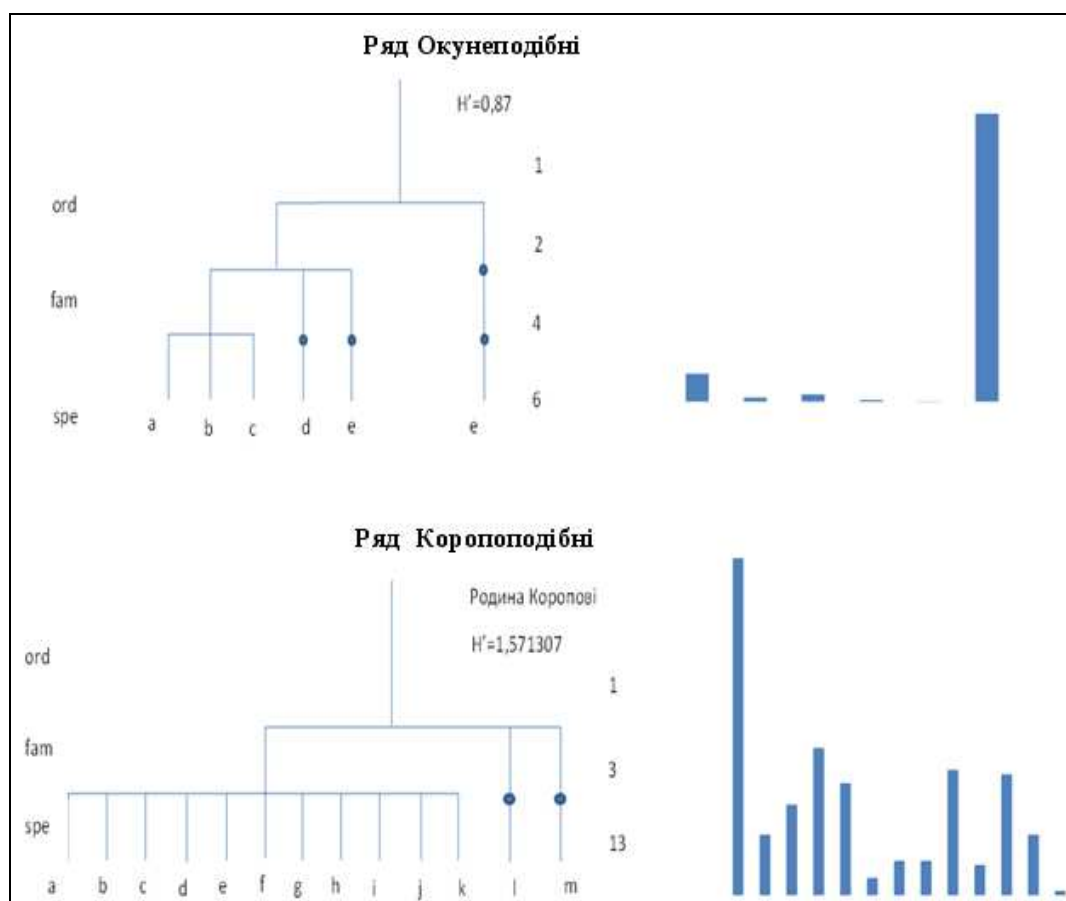 Ряд Окунеподібні
H'=0,87
1
ord
2
fam
4
6
spe
a b c d e e
Ряд Коропоподібні
Родина Коропові
H'=1,571307
ord
1
fam
3
spe
13
a b c d e f g h i j k l m